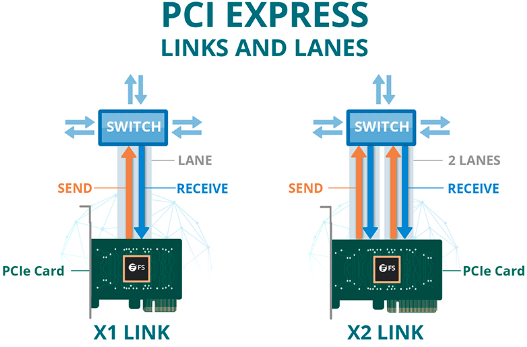 PCI EXPRESS
LINKS AND LANES
SWITCH
LANE
SEND
RECEIVE
FS
PCIe Card
X1 LINK
SWITCH
2 LANES
SEND
RECEIVE
FS
PCIe Card
X2 LINK